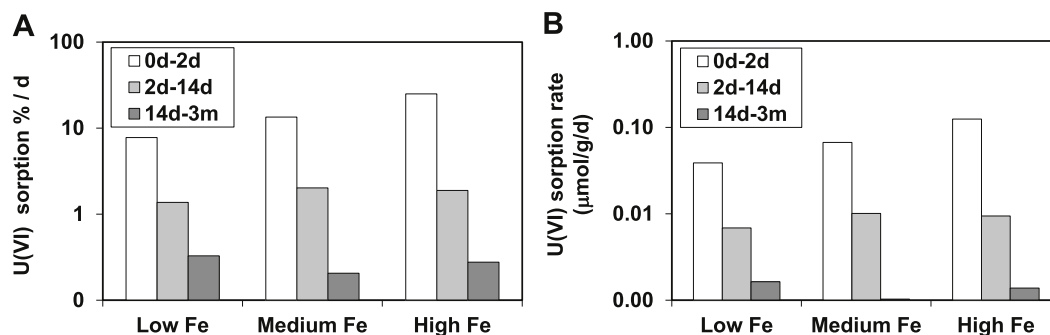 A
U(VI) sorption % / d
100
10
1
0
0d-2d
2d-14d
14d-3m
Low Fe Medium Fe High Fe
B
U(VI) sorption rate
(μmol/g/d)
1.00
0.10
0.01
0.00
0d-2d
2d-14d
14d-3m
Low Fe Medium Fe High Fe